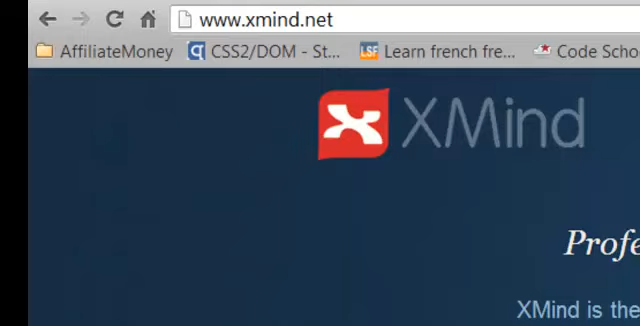 www.xmind.net
AffiliateMoney CSS2/DOM - St... Learn french fre... Code Scho
XMind
Profe
XMind is the